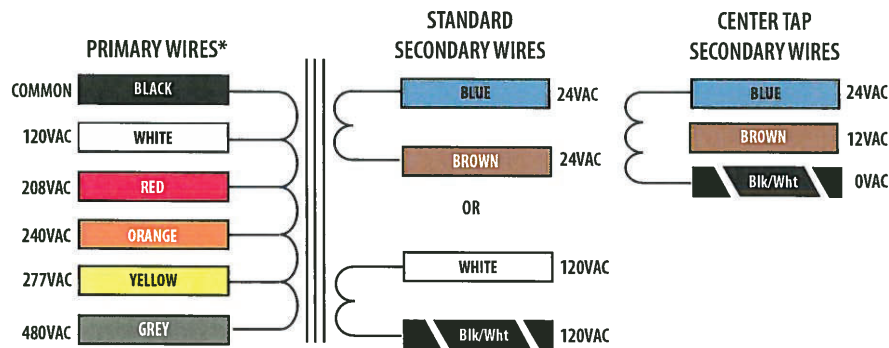 PRIMARY WIRES*
COMMON BLACK
120VAC WHITE
208VAC RED
240VAC ORANGE
277VAC YELLOW
480VAC GREY
STANDARD
SECONDARY WIRES
BLUE 24VAC
BROWN 24VAC
OR
WHITE 120VAC
Blk/Wht 120VAC
CENTER TAP
SECONDARY WIRES
BLUE 24VAC
BROWN 12VAC
Blk/Wht 0VAC